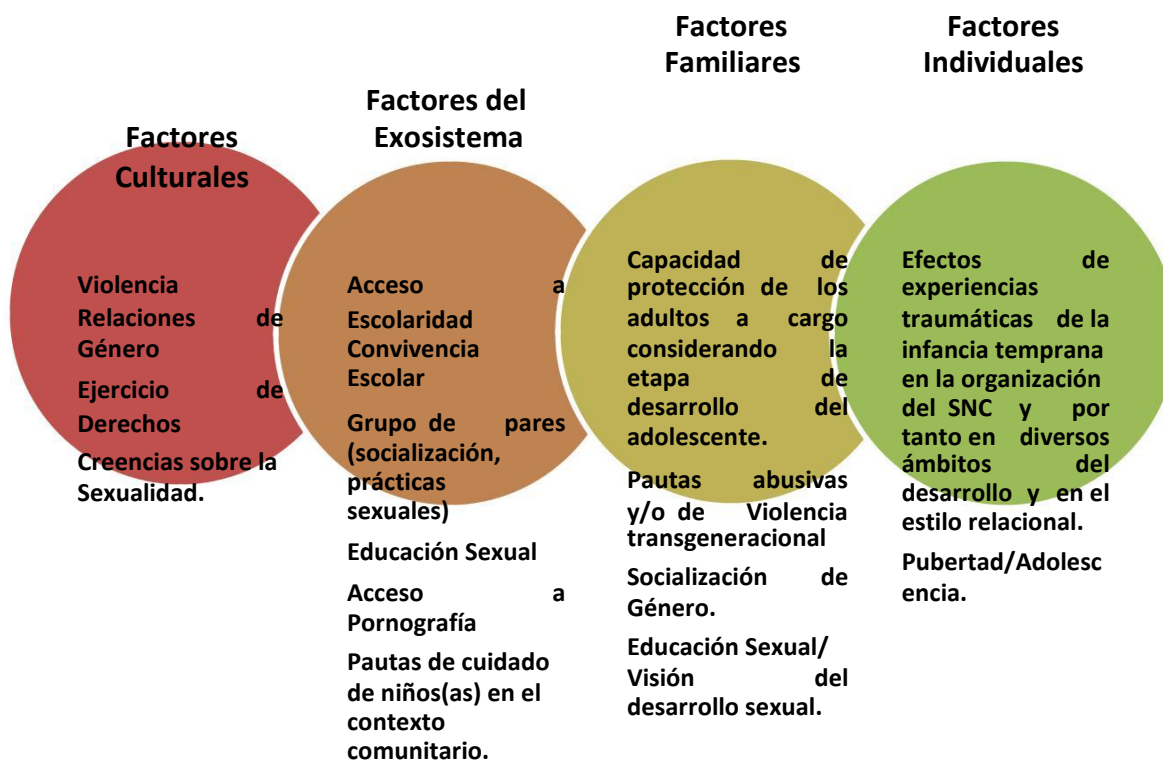 Factores
Culturales
Violencia
Relaciones de
Género
Ejercicio de
Derechos
Creencias sobre la
Sexualidad.
Factores del
Exosistema
Acceso a
Escolaridad
Convivencia
Escolar
Grupo de pares
(socialización,
prácticas
sexuales)
Educación Sexual
Acceso a
Pornografía
Pautas de cuidado
de niños(as) en el
contexto
comunitario.
Factores
Familiares
Capacidad de
protección de los
adultos a cargo
considerando la
etapa de
desarrollo del
adolescente.
Pautas abusivas
y/o de Violencia
transgeneracional
Socialización de
Género.
Educación Sexual/
Visión del
desarrollo sexual.
Factores
Individuales
Efectos de
experiencias
traumáticas de la
infancia temprana
en la organización
del SNC y por
tanto en diversos
ámbitos del
desarrollo y en el
estilo relacional.
Pubertad/Adolesc
encia.